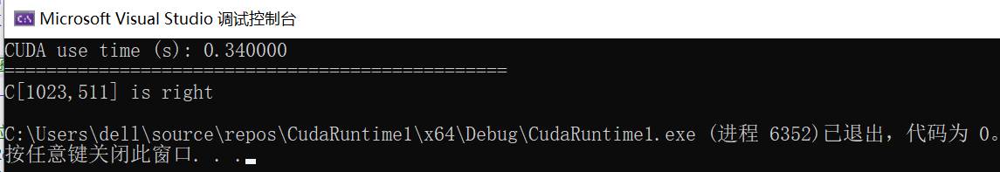 Microsoft Visual Studio 调试控制台
CUDA use time (s): 0.340000
================================================
C[1023,511] is right
C:\Users\dell\source\repos\CudaRuntime1\x64\Debug\CudaRuntime1.exe (进程 6352)已退出，代码为 0。
按任意键关闭此窗口. . .